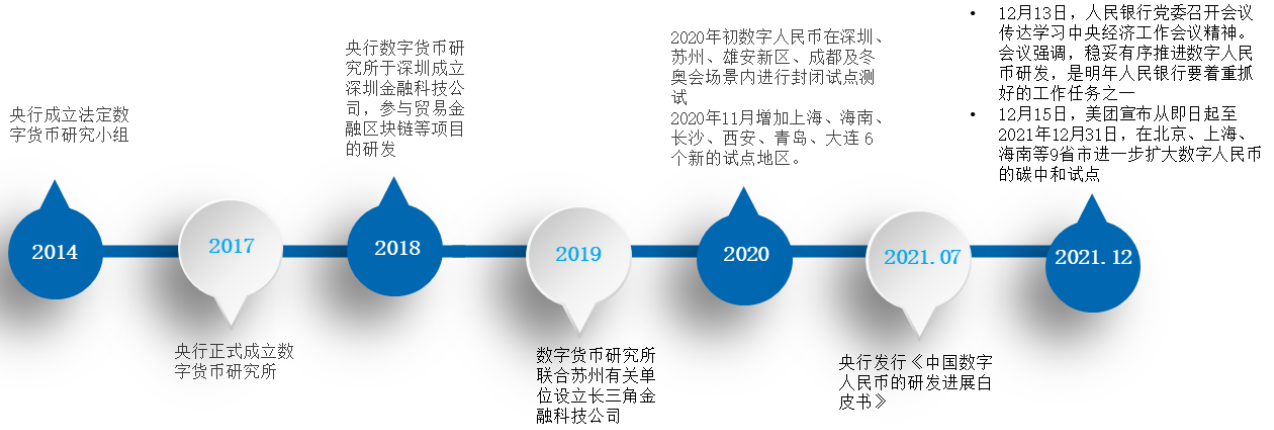 央行成立法定数
字货币研究小组
2014
2017
央行正式成立数
字货币研究所
央行数字货币研
究所于深圳成立
深圳金融科技公
司，参与贸易金
融区块链等项目
的研发
2018
2019
数字货币研究所
联合苏州有关单
位设立长三角金
融科技公司
2020年初数字人民币在深圳、
苏州、雄安新区、成都及冬
奥会场景内进行封闭试点测
试
2020年11月增加上海、海南、
长沙、西安、青岛、大连 6
个新的试点地区。
2020
2021.07
央行发行《中国数字
人民币的研发进展白
皮书》
• 12月13日，人民银行党委召开会议
传达学习中央经济工作会议精神。
会议强调，稳妥有序推进数字人民
币研发，是明年人民银行要着重抓
好的工作任务之一
• 12月15日，美团宣布从即日起至
2021年12月31日，在北京、上海、
海南等9省市进一步扩大数字人民币
的碳中和试点
2021.12